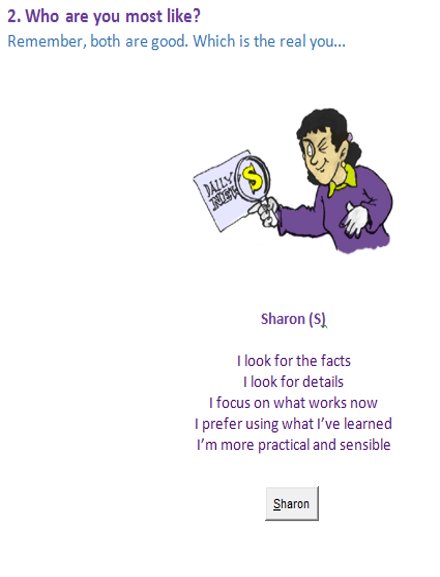 2. Who are you most like?
Remember, both are good. Which is the real you...
DAILY
NEWS
$
Sharon (S)
I look for the facts
I look for details
I focus on what works now
I prefer using what I've learned
I'm more practical and sensible
Sharon